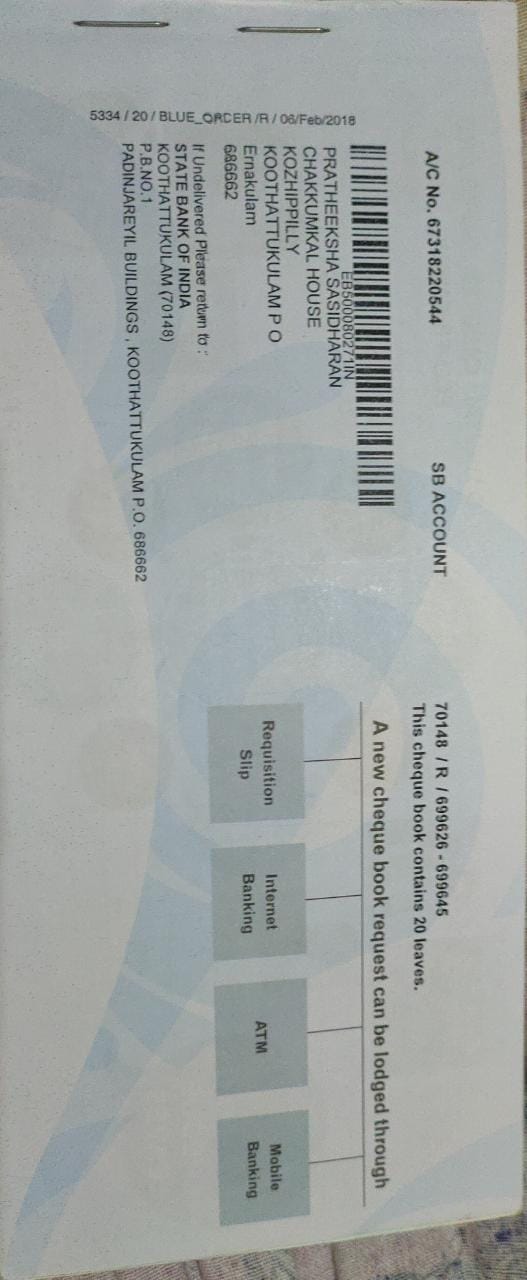 A/C No. 67318220544 SB ACCOUNT 70148 / R / 699626 - 699645
This cheque book contains 20 leaves.
EB500080271IN
PRATHEEKSHA SASIDHARAN
CHAKKUMKAL HOUSE
KOZHIPPILLY
KOOTHATTUKULAM P O
Ernakulam
686662
If Undelivered Please return to :
STATE BANK OF INDIA
KOOTHATTUKULAM (70148)
P.B.NO.1
PADINJAREYIL BUILDINGS , KOOTHATTUKULAM P.O. 686662
A new cheque book request can be lodged through
Requisition
Slip
Internet
Banking
ATM
Mobile
Banking
5334 / 20 / BLUE_ORDER /R / 06/Feb/2018